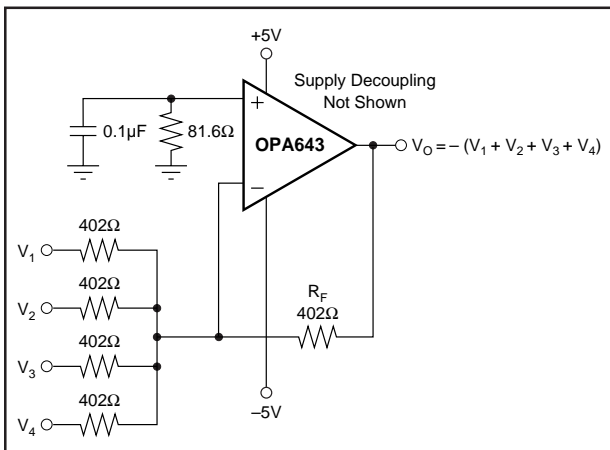 +5V
Supply Decoupling
Not Shown
+
0.1µF
81.6Ω
OPA643
V_O = – (V_1 + V_2 + V_3 + V_4)
–
402Ω
V_1
402Ω
V_2
R_F
402Ω
402Ω
V_3
402Ω
V_4
–5V